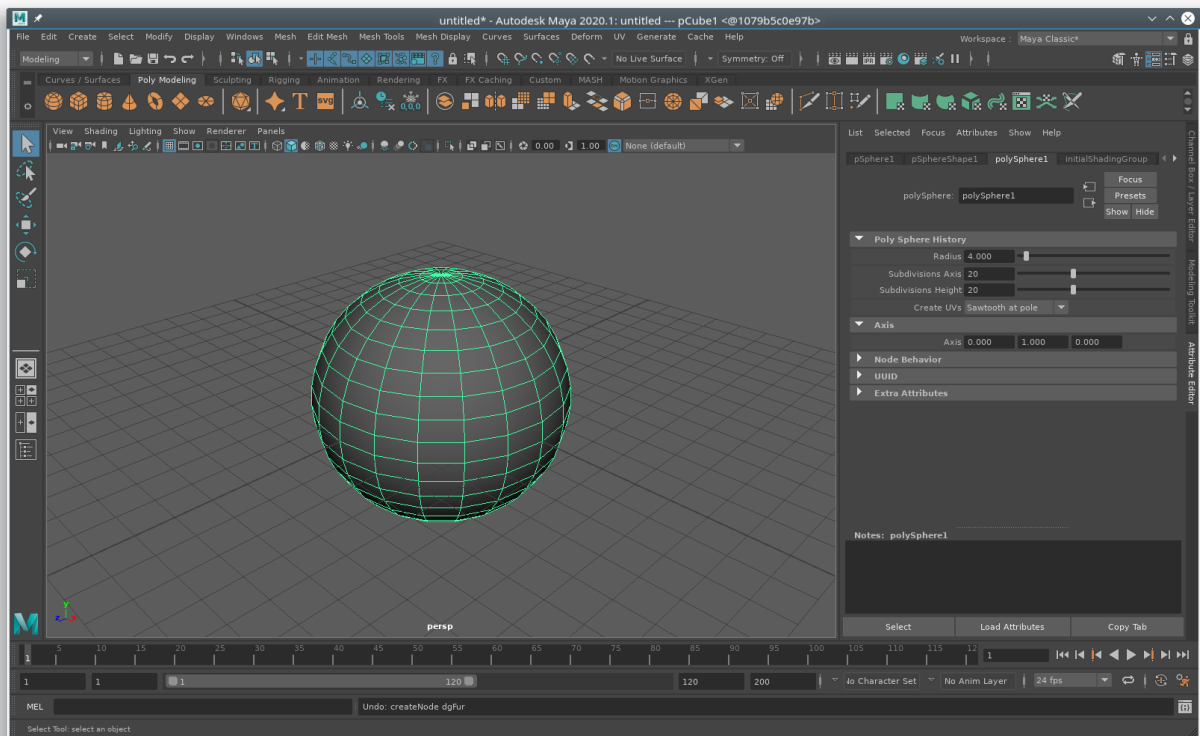 untitled* - Autodesk Maya 2020.1: untitled --- pCube1 <@1079b5c0e97b>
File Edit Create Select Modify Display Windows Mesh Edit Mesh Mesh Tools Mesh Display Curves Surfaces Deform UV Generate Cache Help
Workspace : Maya Classic*
Modeling No Live Surface Symmetry: Off
Curves / Surfaces Poly Modeling Sculpting Rigging Animation Rendering FX FX Caching Custom MASH Motion Graphics XGen
T svg 0,0,0
View Shading Lighting Show Renderer Panels
0.00 1.00 None (default)
List Selected Focus Attributes Show Help
pSphere1 pSphereShape1 polySphere1 initialShadingGroup
Focus
polySphere: polySphere1 Presets
Show Hide
Poly Sphere History
Radius 4.000
Subdivisions Axis 20
Subdivisions Height 20
Create UVs Sawtooth at pole
Axis
Axis 0.000 1.000 0.000
Node Behavior
UUID
Extra Attributes
Channel Box / Layer Editor
Modeling Toolkit
Attribute Editor
Notes: polySphere1
y
z x
persp
M
Select Load Attributes Copy Tab
5 10 15 20 25 30 35 40 45 50 55 60 65 70 75 80 85 90 95 100 105 110 115 12
1 1
1 1 1 120 120 200 No Character Set No Anim Layer 24 fps
MEL Undo: createNode dgFur
Select Tool: select an object